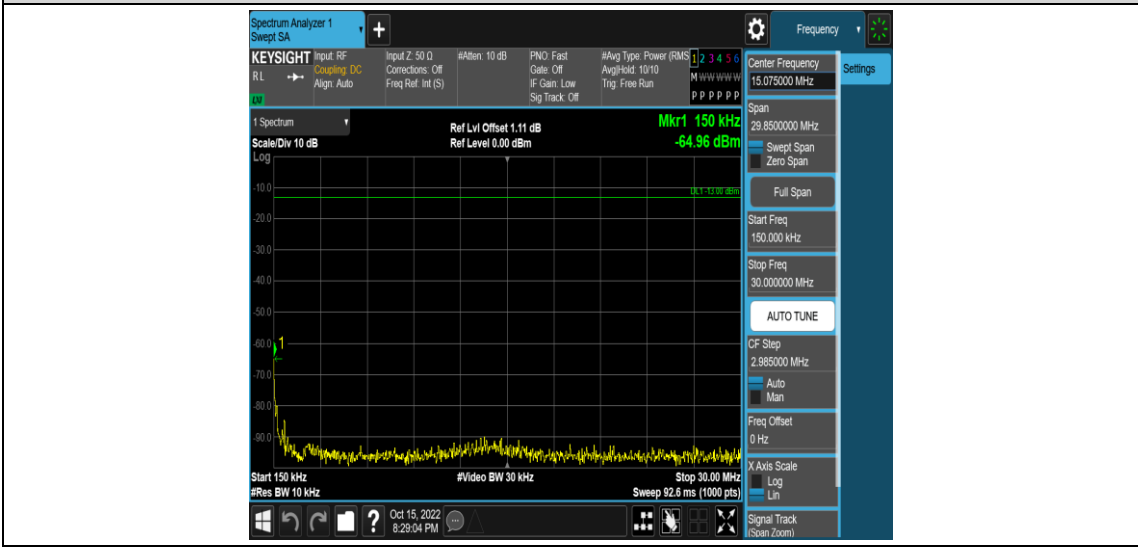 Spectrum Analyzer 1
Swept SA
+
Frequency
KEYSIGHT
RL
Input: RF
Coupling: DC
Align: Auto
Input Z: 50 Ω
Corrections: Off
Freq Ref: Int (S)
#Atten: 10 dB
PNO: Fast
Gate: Off
IF Gain: Low
Sig Track: Off
#Avg Type: Power (RMS
Avg|Hold: 10/10
Trig: Free Run
1 2 3 4 5 6
M W W W W W
P P P P P P
1 Spectrum
Scale/Div 10 dB
Log
Ref Lvl Offset 1.11 dB
Ref Level 0.00 dBm
Mkr1 150 kHz
-64.96 dBm
DL1 -13.00 dBm
-10.0
-20.0
-30.0
-40.0
-50.0
-60.0
-70.0
-80.0
-90.0
1
Start 150 kHz
#Res BW 10 kHz
#Video BW 30 kHz
Stop 30.00 MHz
Sweep 92.6 ms (1000 pts)
?
Oct 15, 2022
8:29:04 PM
Center Frequency
15.075000 MHz
Span
29.8500000 MHz
Swept Span
Zero Span
Full Span
Start Freq
150.000 kHz
Stop Freq
30.000000 MHz
AUTO TUNE
CF Step
2.985000 MHz
Auto
Man
Freq Offset
0 Hz
X Axis Scale
Log
Lin
Signal Track
(Span Zoom)
Settings